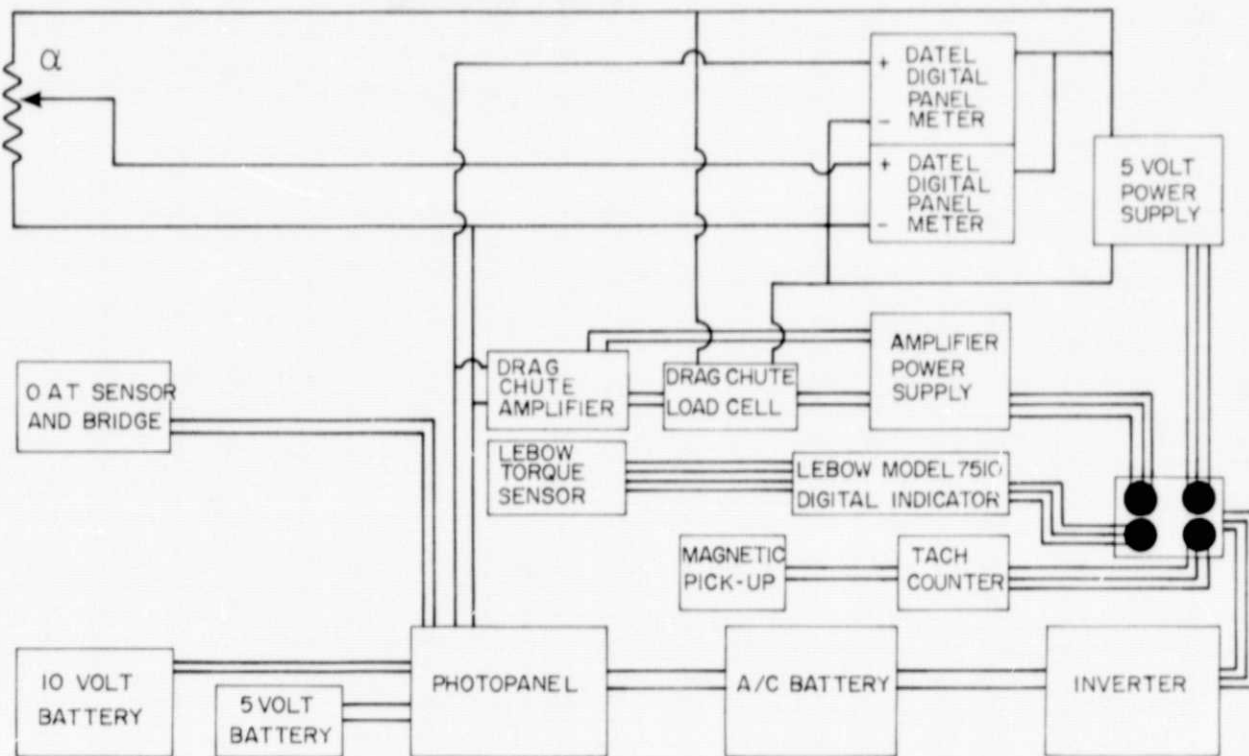 α
+ DATEL
DIGITAL
PANEL
- METER
+ DATEL
DIGITAL
PANEL
- METER
5 VOLT
POWER
SUPPLY
AMPLIFIER
POWER
SUPPLY
OAT SENSOR
AND BRIDGE
DRAG
CHUTE
AMPLIFIER
DRAG CHUTE
LOAD CELL
LEBOW
TORQUE
SENSOR
LEBOW MODEL 7510
DIGITAL INDICATOR
MAGNETIC
PICK-UP
TACH
COUNTER
10 VOLT
BATTERY
5 VOLT
BATTERY
PHOTOPANEL
A/C BATTERY
INVERTER